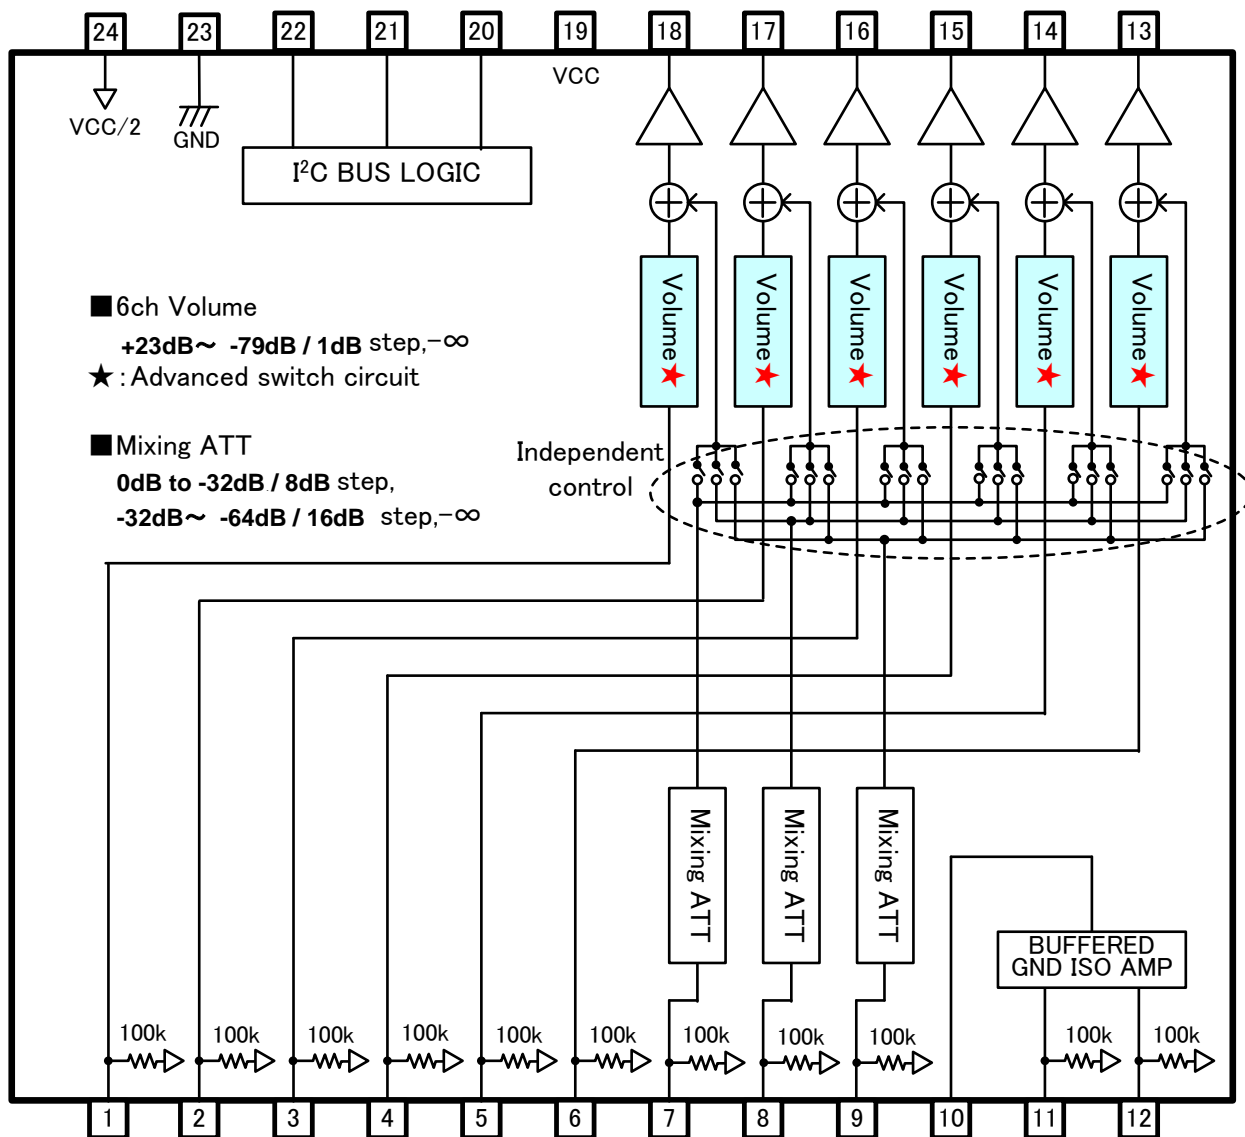 24 23 22 21 20 19 18 17 16 15 14 13
VCC
VCC/2
GND
I²C BUS LOGIC
Volume★ Volume★ Volume★ Volume★ Volume★ Volume★
■6ch Volume
+23dB～ -79dB / 1dB step,-∞
★:Advanced switch circuit
■Mixing ATT
0dB to -32dB / 8dB step,
-32dB～ -64dB / 16dB step,-∞
Independent
control
Mixing ATT Mixing ATT Mixing ATT
BUFFERED
GND ISO AMP
100k 100k 100k 100k 100k 100k 100k 100k 100k 100k 100k
1 2 3 4 5 6 7 8 9 10 11 12